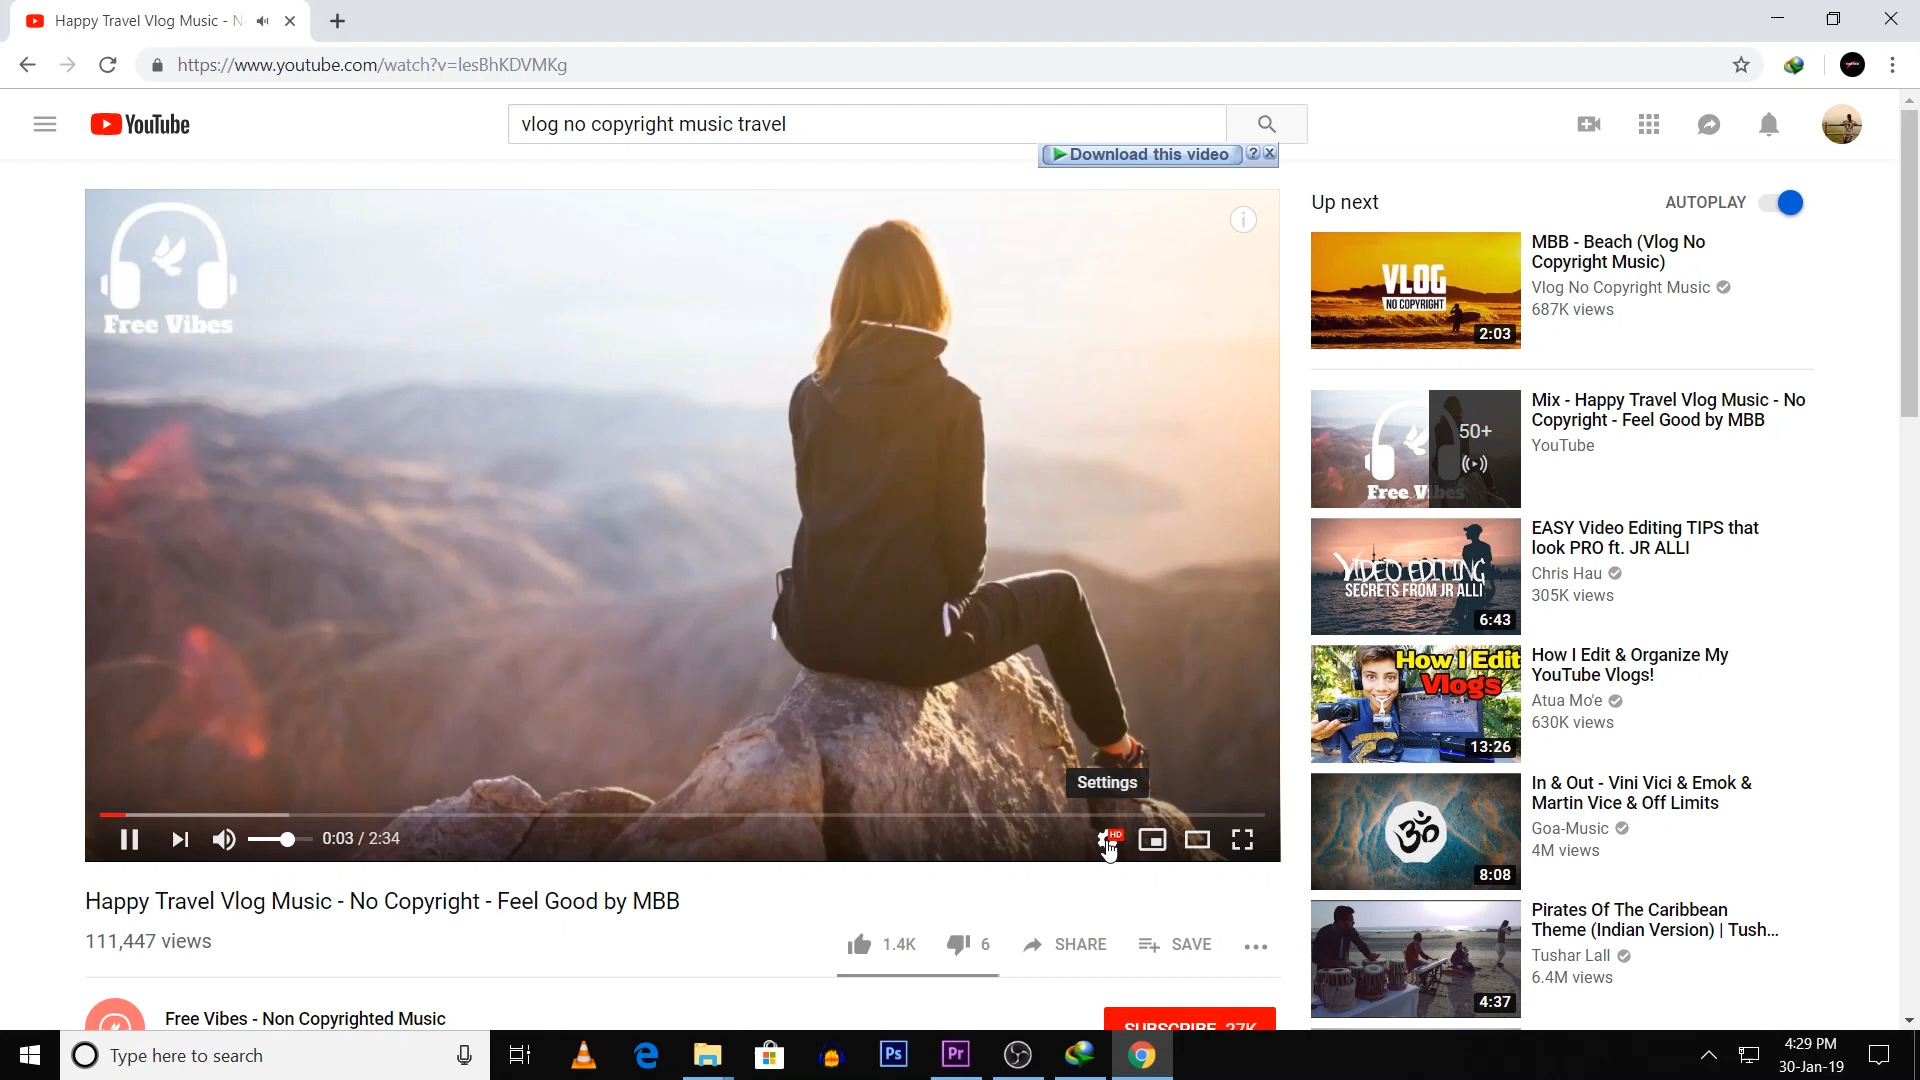 Happy Travel Vlog Music - N
https://www.youtube.com/watch?v=lesBhKDVMKg
YouTube
vlog no copyright music travel
Download this video ? x
Free Vibes
Settings
HD
0:03 / 2:34
Happy Travel Vlog Music - No Copyright - Feel Good by MBB
111,447 views
1.4K
6
SHARE
SAVE
Free Vibes - Non Copyrighted Music
SUBSCRIBE 27K
Up next
AUTOPLAY
VLOG
NO COPYRIGHT
2:03
MBB - Beach (Vlog No
Copyright Music)
Vlog No Copyright Music
687K views
50+
Free Vibes
Mix - Happy Travel Vlog Music - No
Copyright - Feel Good by MBB
YouTube
VIDEO EDITING
SECRETS FROM JR ALLI
6:43
EASY Video Editing TIPS that
look PRO ft. JR ALLI
Chris Hau
305K views
How I Edit
Vlogs
13:26
How I Edit & Organize My
YouTube Vlogs!
Atua Mo'e
630K views
ॐ
8:08
In & Out - Vini Vici & Emok &
Martin Vice & Off Limits
Goa-Music
4M views
4:37
Pirates Of The Caribbean
Theme (Indian Version) | Tush...
Tushar Lall
6.4M views
Type here to search
Ps
Pr
4:29 PM
30-Jan-19